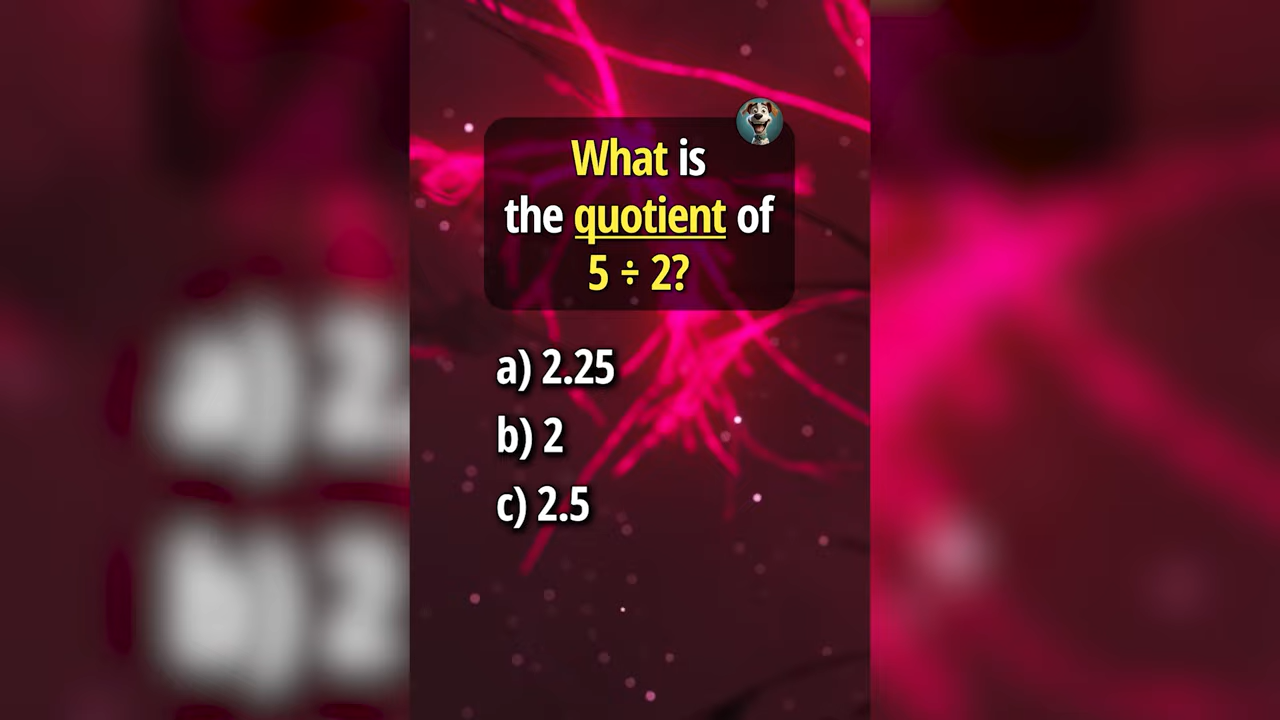 What is
the quotient of
5 ÷ 2?
a) 2.25
b) 2
c) 2.5